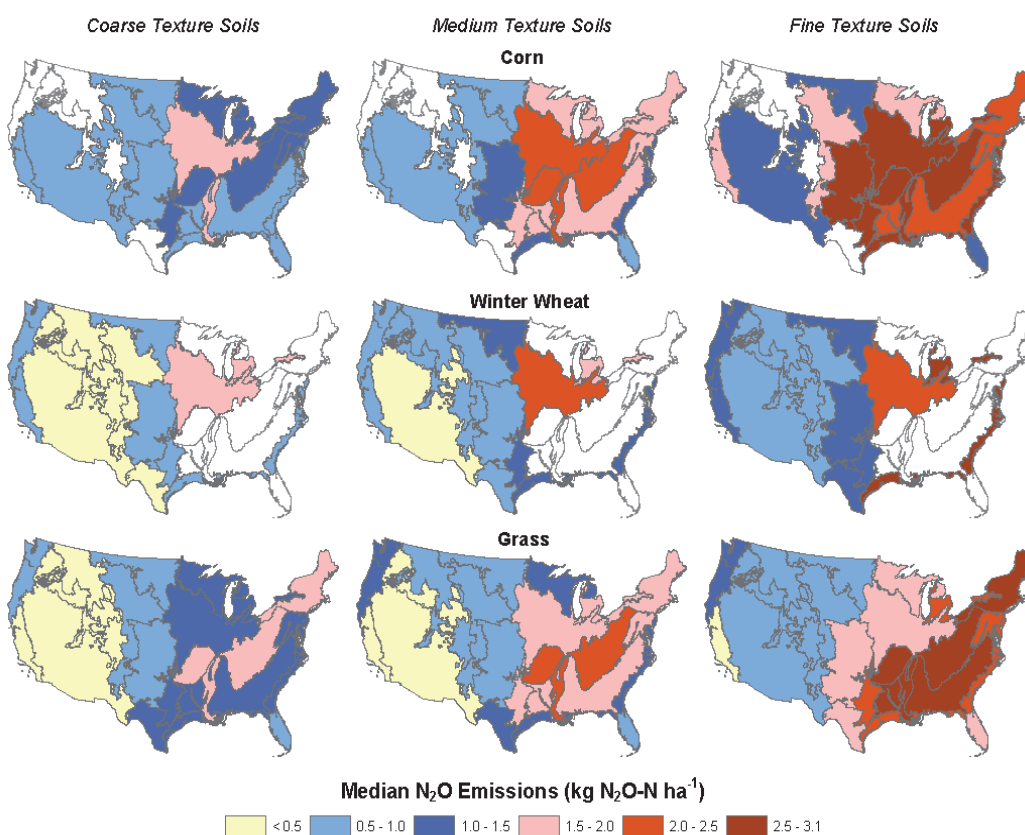 Coarse Texture Soils Medium Texture Soils Fine Texture Soils
Corn
Winter Wheat
Grass
Median N₂O Emissions (kg N₂O-N ha⁻¹)
< 0.5 0.5 - 1.0 1.0 - 1.5 1.5 - 2.0 2.0 - 2.5 2.5 - 3.1